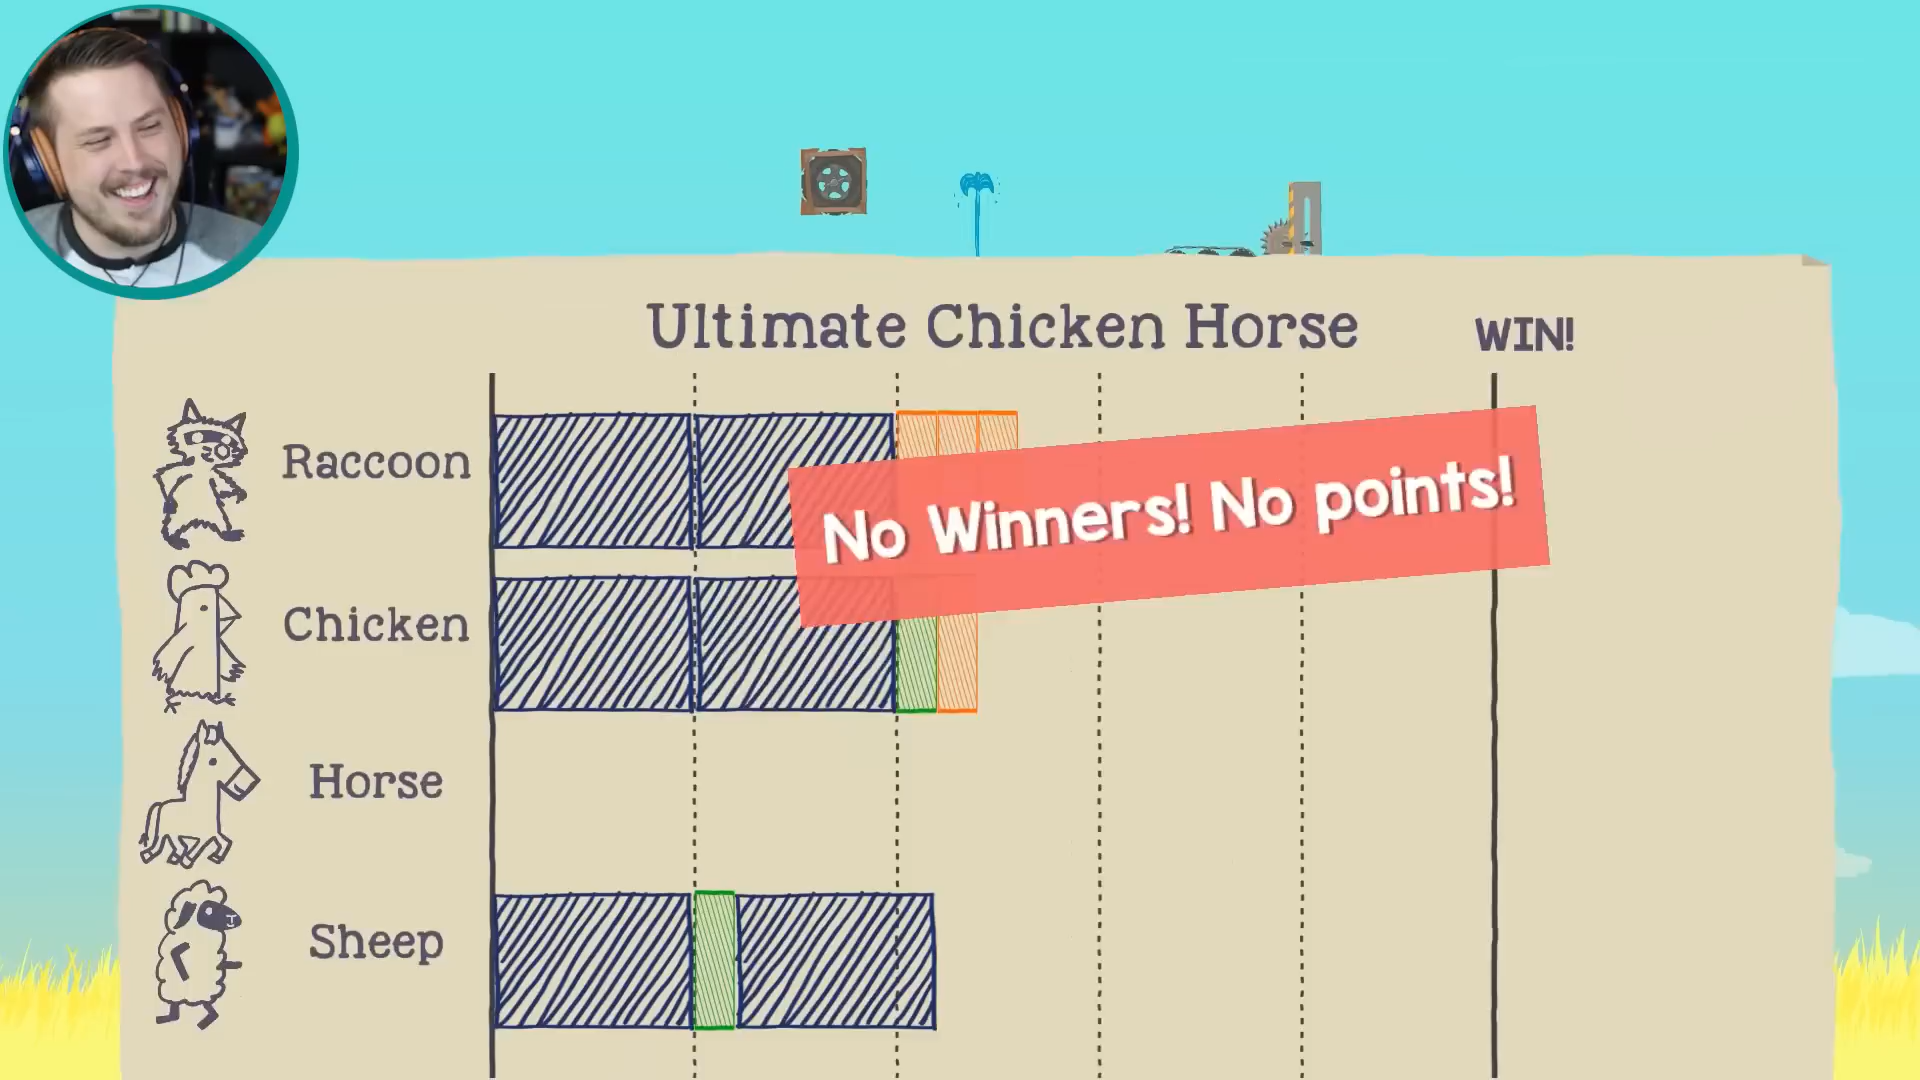 Ultimate Chicken Horse
WIN!
Raccoon
No Winners! No points!
Chicken
Horse
Sheep